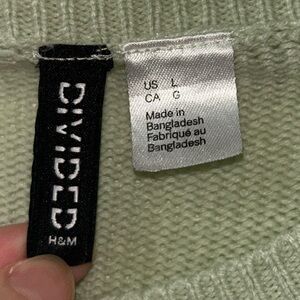 DIVIDED
H&M
US L
CA G
Made in
Bangladesh
Fabriqué au
Bangladesh